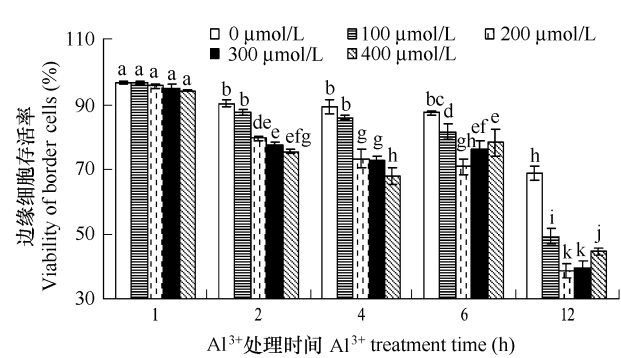 0 μmol/L 100 μmol/L 200 μmol/L
300 μmol/L 400 μmol/L
110
90
70
50
30
边缘细胞存活率
Viability of border cells (%)
a a a a a
b b de e efg
b b g g h
bc d gh ef e
h i k k j
1 2 4 6 12
Al³⁺处理时间 Al³⁺ treatment time (h)